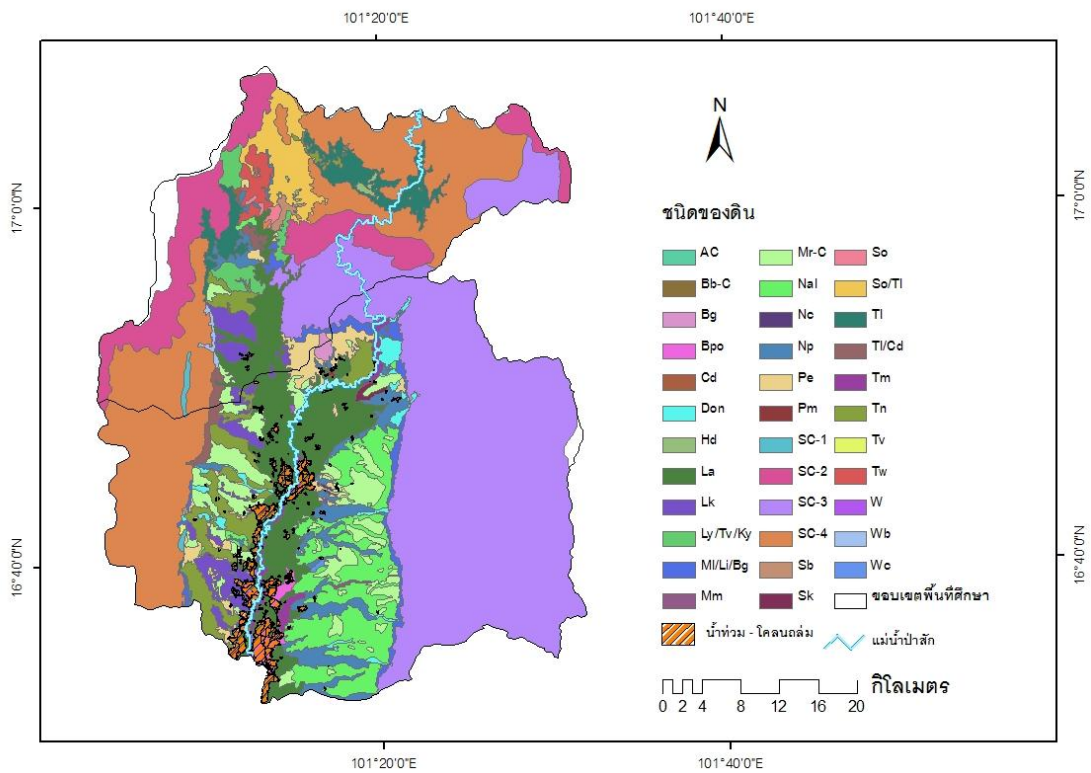 101°20'0"E
101°40'0"E
17°0'0"N
17°0'0"N
N
ชนิดของดิน
AC
Bb-C
Bg
Bpo
Cd
Don
Hd
La
Lk
Ly/Tv/Ky
Ml/Li/Bg
Mm
Mr-C
Nal
Nc
Np
Pe
Pm
SC-1
SC-2
SC-3
SC-4
Sb
Sk
So
So/Tl
Tl
Tl/Cd
Tm
Tn
Tv
Tw
W
Wb
Wc
ขอบเขตพื้นที่ศึกษา
น้ำท่วม - โคลนถล่ม
แม่น้ำป่าสัก
กิโลเมตร
0 2 4 8 12 16 20
16°40'0"N
16°40'0"N
101°20'0"E
101°40'0"E